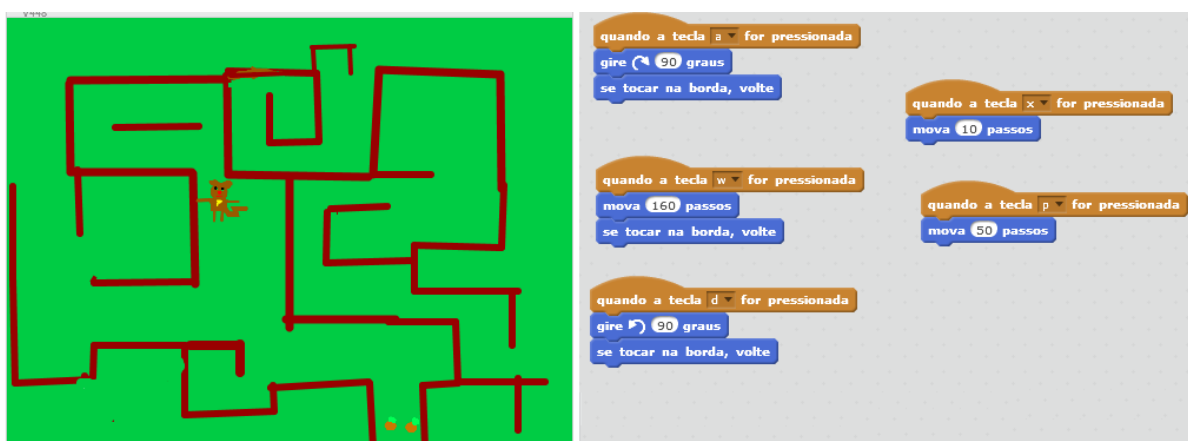 v448
quando a tecla a for pressionada
gire 90 graus
se tocar na borda, volte
quando a tecla x for pressionada
mova 10 passos
quando a tecla w for pressionada
mova 160 passos
se tocar na borda, volte
quando a tecla p for pressionada
mova 50 passos
quando a tecla d for pressionada
gire 90 graus
se tocar na borda, volte